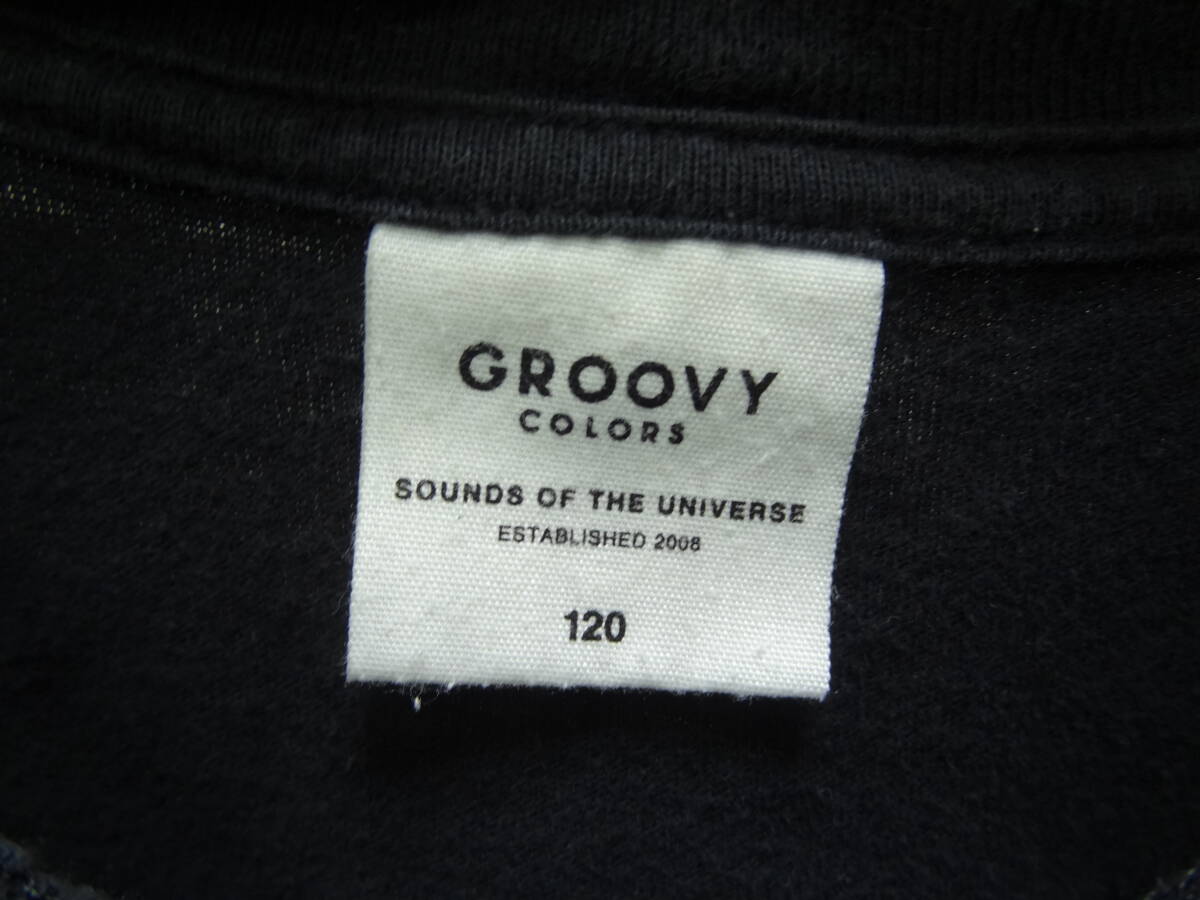 GROOVY
COLORS
SOUNDS OF THE UNIVERSE
ESTABLISHED 2008
120